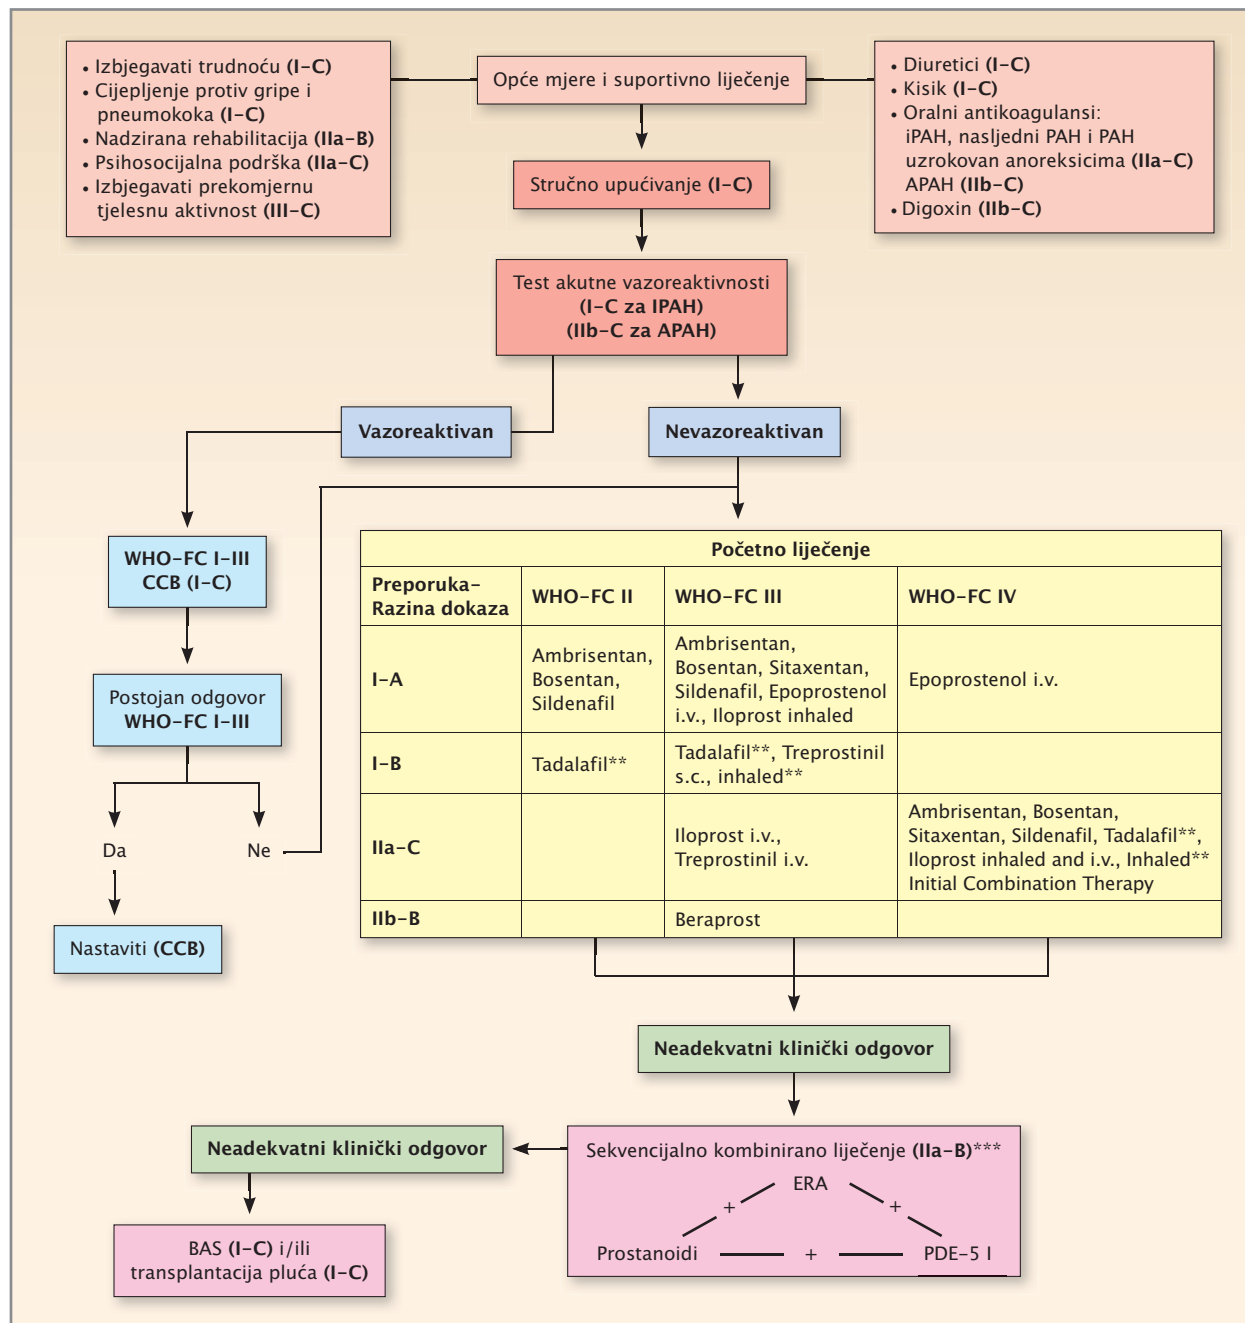 • Izbjegavati trudnoću (I–C)
• Cijepljenje protiv gripe i
pneumokoka (I–C)
• Nadzirana rehabilitacija (IIa–B)
• Psihosocijalna podrška (IIa–C)
• Izbjegavati prekomjernu
tjelesnu aktivnost (III–C)
Opće mjere i suportivno liječenje
• Diuretici (I–C)
• Kisik (I–C)
• Oralni antikoagulansi:
iPAH, nasljedni PAH i PAH
uzrokovan anoreksicima (IIa–C)
APAH (IIb–C)
• Digoxin (IIb–C)
Stručno upućivanje (I–C)
Test akutne vazoreaktivnosti
(I–C za IPAH)
(IIb–C za APAH)
Vazoreaktivan
Nevazoreaktivan
WHO–FC I–III
CCB (I–C)
Postojan odgovor
WHO–FC I–III
Da
Ne
Nastaviti (CCB)
Početno liječenje
Preporuka–
Razina dokaza
WHO–FC II
WHO–FC III
WHO–FC IV
I–A
Ambrisentan,
Bosentan,
Sildenafil
Ambrisentan,
Bosentan, Sitaxentan,
Sildenafil, Epoprostenol
i.v., Iloprost inhaled
Epoprostenol i.v.
I–B
Tadalafil**
Tadalafil**, Treprostinil
s.c., inhaled**
IIa–C
Iloprost i.v.,
Treprostinil i.v.
Ambrisentan, Bosentan,
Sitaxentan, Sildenafil, Tadalafil**,
Iloprost inhaled and i.v., Inhaled**
Initial Combination Therapy
IIb–B
Beraprost
Neadekvatni klinički odgovor
Sekvencijalno kombinirano liječenje (IIa–B)***
ERA
+ +
Prostanoidi + PDE–5 I
Neadekvatni klinički odgovor
BAS (I–C) i/ili
transplantacija pluća (I–C)